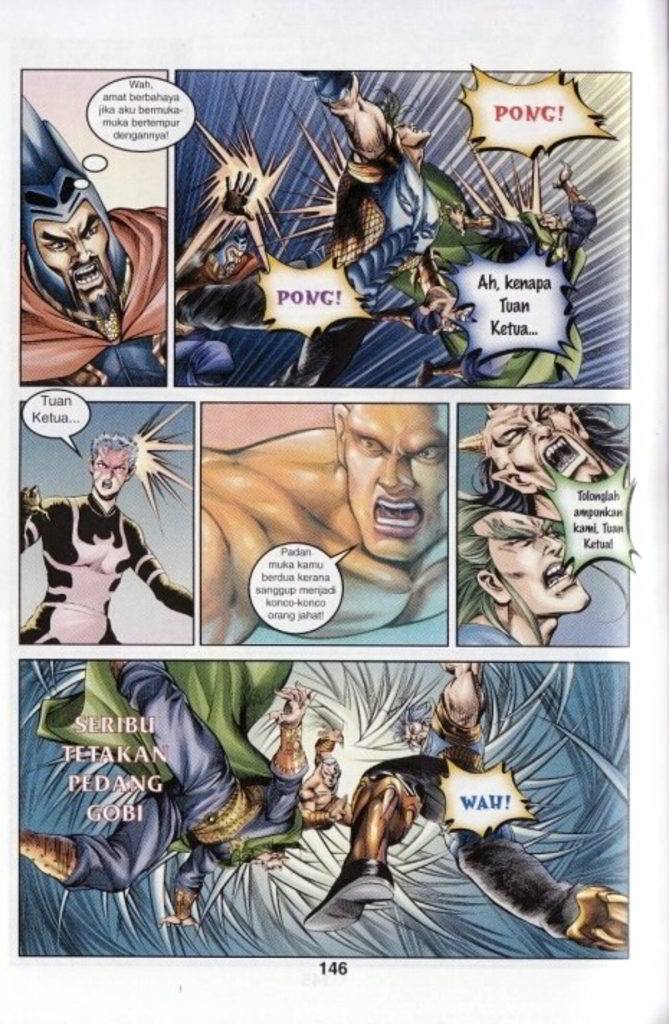 Wah,
amat berbahaya
jika aku bermuka-
muka bertempur
dengannya!
PONG!
PONG!
Ah, kenapa
Tuan
Ketua...
Tuan
Ketua...
Padan
muka kamu
berdua kerana
sanggup menjadi
konco-konco
orang jahat!
Tolonglah
ampunkan
kami, Tuan
Ketua!
SERIBU
TETAKAN
PEDANG
GOBI
WAH!
146